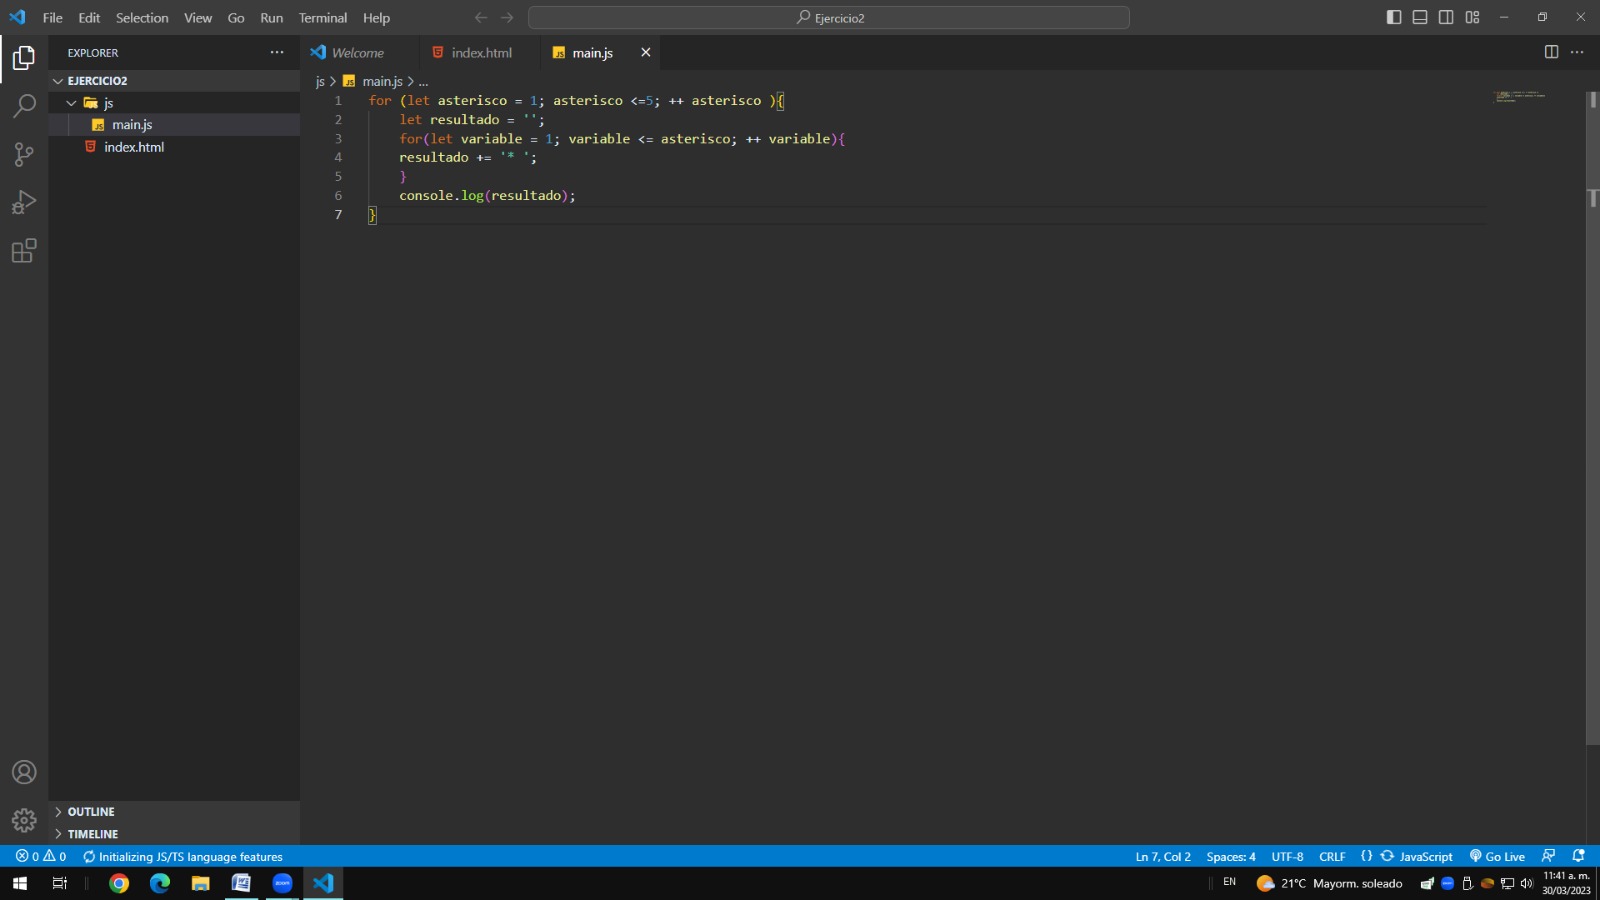 File Edit Selection View Go Run Terminal Help
Ejercicio2
EXPLORER
Welcome
index.html
main.js
EJERCICIO2
js
main.js
index.html
js > main.js > ...
1 for (let asterisco = 1; asterisco <=5; ++ asterisco ){
2 let resultado = '';
3 for(let variable = 1; variable <= asterisco; ++ variable){
4 resultado += '* ';
5 }
6 console.log(resultado);
7 }
OUTLINE
TIMELINE
0 0 Initializing JS/TS language features
Ln 7, Col 2 Spaces: 4 UTF-8 CRLF {} JavaScript Go Live
zoom
EN 21°C Mayorm. soleado
11:41 a. m.
30/03/2023